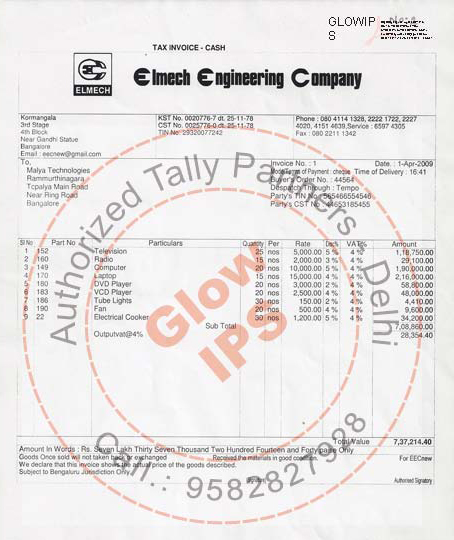 GLOWIPS
TAX INVOICE - CASH
ELMECH
Elmech Engineering Company
Kormangala
3rd Stage
4th Block
Near Gandhi Statue
Bangalore
Email : eecnew@gmail.com
KST No. 0020776-7 dt. 25-11-78
CST No. 0025776-0 dt. 25-11-78
TIN No. 29320077242
Phone : 080 4114 1328, 2222 1722, 2227
4020, 4151 4639,Service : 6597 4305
Fax : 080 2211 1342
To,
Malya Technologies
Rammurthinagara,
Tcpalya Main Road
Near Ring Road
Bangalore
Invoice No. : 1 Date. : 1-Apr-2009
Mode/Terms of Payment : cheque Time of Delivery : 16:41
Buyer's Order No. : 44564
Despatch Through : Tempo
Party's TIN No : 565466554548
Party's CST No : 44653185455
Sl No Part No Particulars Quantity Per Rate Disc% VAT% Amount
1 152 Television 25 nos 5,000.00 5 % 4 % 1,18,750.00
2 160 Radio 15 nos 2,000.00 3 % 4 % 29,100.00
3 149 Computer 20 nos 10,000.00 5 % 4 % 1,90,000.00
4 170 Laptop 15 nos 15,000.00 4 % 4 % 2,16,000.00
5 180 DVD Player 20 nos 3,000.00 2 % 4 % 58,800.00
6 183 VCD Player 20 nos 2,500.00 4 % 4 % 48,000.00
7 186 Tube Lights 30 nos 150.00 2 % 4 % 4,410.00
8 190 Fan 20 nos 500.00 4 % 4 % 9,600.00
9 22 Electrical Cooker 30 nos 1,200.00 5 % 4 % 34,200.00
Sub Total 7,08,860.00
Outputvat@4% 28,354.40
Total Value 7,37,214.40
Amount In Words : Rs. Seven Lakh Thirty Seven Thousand Two Hundred Fourteen and Forty paise Only
Goods Once sold will not taken back or exchanged Received the materials in good condition. For EECnew
We declare that this invoice shows the actual price of the goods described.
Subject to Bengaluru Jurisdiction Only
Signature Authorised Signatory
Authorized Tally Partners Delhi
Glow
IPS
Call.: 9582827928